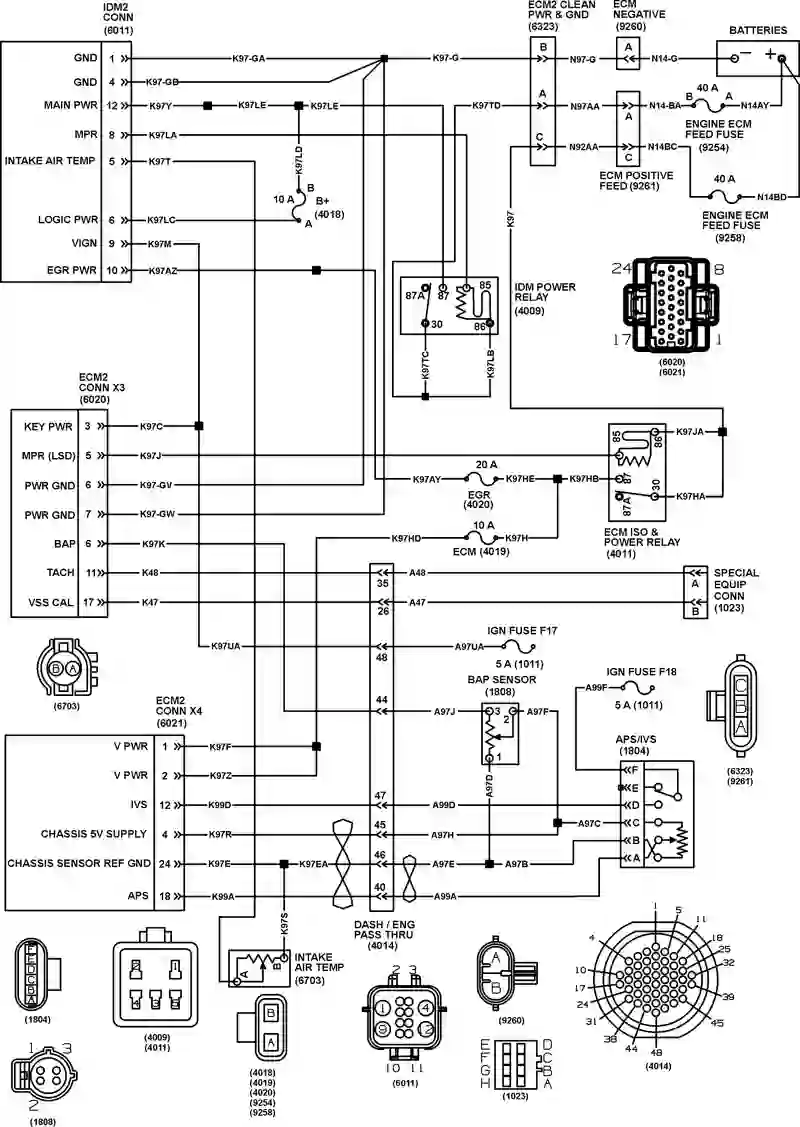 IDM2
CONN
(6011)
GND 1 K97-GA
GND 4 K97-GB
MAIN PWR 12 K97Y K97LE K97LE
MPR 8 K97LA
INTAKE AIR TEMP 5 K97T
K97LD
10 A B
B+
(4018)
A
LOGIC PWR 6 K97LC
VIGN 9 K97M
EGR PWR 10 K97AZ
ECM2 CLEAN
PWR & GND
(6323)
ECM
NEGATIVE
(9260)
BATTERIES
− +
K97-G B N97-G A N14-G
K97TD A N97AA A N14-BA B 40 A A N14AY
ENGINE ECM
FEED FUSE
(9254)
C N92AA C N14BC
ECM POSITIVE
FEED (9261)
40 A
N14BD
ENGINE ECM
FEED FUSE
(9258)
K97
87A 87 85
30 86
IDM POWER
RELAY
(4009)
K97TC
K97LB
24 8
17 1
(6020)
(6021)
ECM2
CONN X3
(6020)
KEY PWR 3 K97C
MPR (LSD) 5 K97J
PWR GND 6 K97-GV
PWR GND 7 K97-GW
BAP 6 K97K
TACH 11 K48
VSS CAL 17 K47
85 86 K97JA
87
87A 30 K97HA
ECM ISO &
POWER RELAY
(4011)
K97AY 20 A K97HE K97HB
EGR
(4020)
K97HD 10 A K97H
ECM (4019)
35 A48 A
26 A47 B
SPECIAL
EQUIP
CONN
(1023)
K97UA 48 A97UA
IGN FUSE F17
5 A (1011)
BAP SENSOR
(1808)
44 A97J 3 2 A97F
1
A97D
A99F
IGN FUSE F18
5 A (1011)
B A
(6703)
C
B
A
(6323)
(9261)
ECM2
CONN X4
(6021)
V PWR 1 K97F
V PWR 2 K97Z
IVS 12 K99D 47 A99D
CHASSIS 5V SUPPLY 4 K97R 45 A97H
CHASSIS SENSOR REF GND 24 K97E K97EA 46 A97E A97B
APS 18 K99A 40 A99A
APS/IVS
(1804)
F
E
D
A97C C
B
A
DASH / ENG
PASS THRU
(4014)
K97S
A B
INTAKE
AIR TEMP
(6703)
F
E
D
C
B
A
(1804)
2 1
4 3 5
(4009)
(4011)
B
A
(4018)
(4019)
(4020)
(9254)
(9258)
1 3
2
(1808)
2 3
1 4
9 12
10 11
(6011)
A
B
(9260)
E D
F C
G B
H A
(1023)
1
5
11
4
18
25
10
32
17
24
39
31
45
38
44
48
(4014)